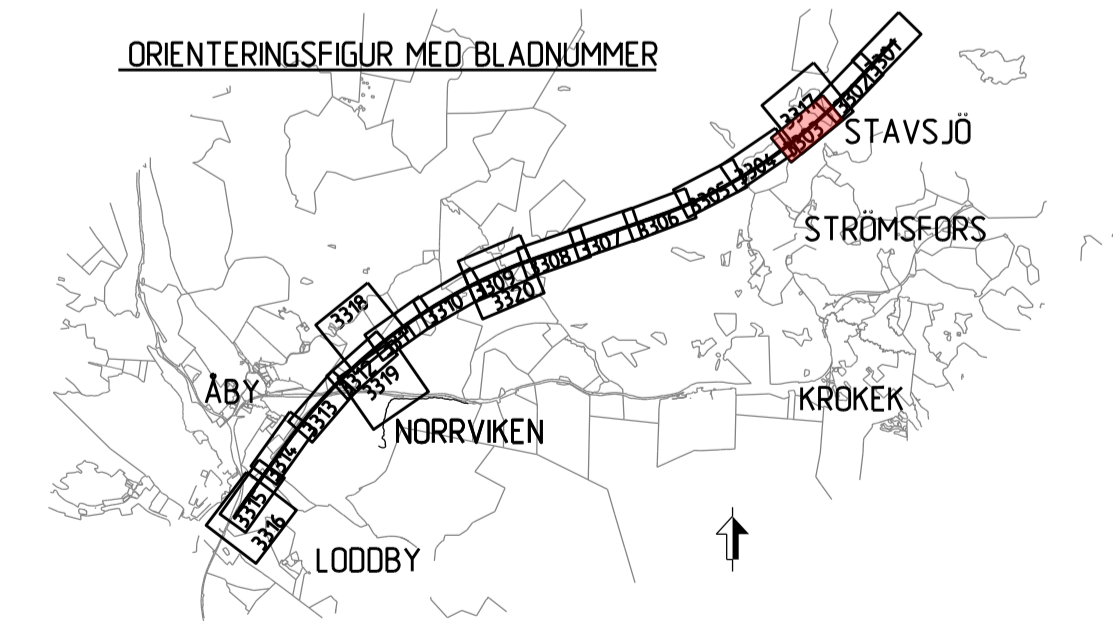 ORIENTERINGSFIGUR MED BLADNUMMER
3301
3302
3317
3303
STAVSJÖ
3304
3305
3306
STRÖMSFORS
3307
3308
3309
3320
3310
3318
3311
3312
3319
ÅBY
KROKEK
3313
NORRVIKEN
3314
3315
3316
LODDBY